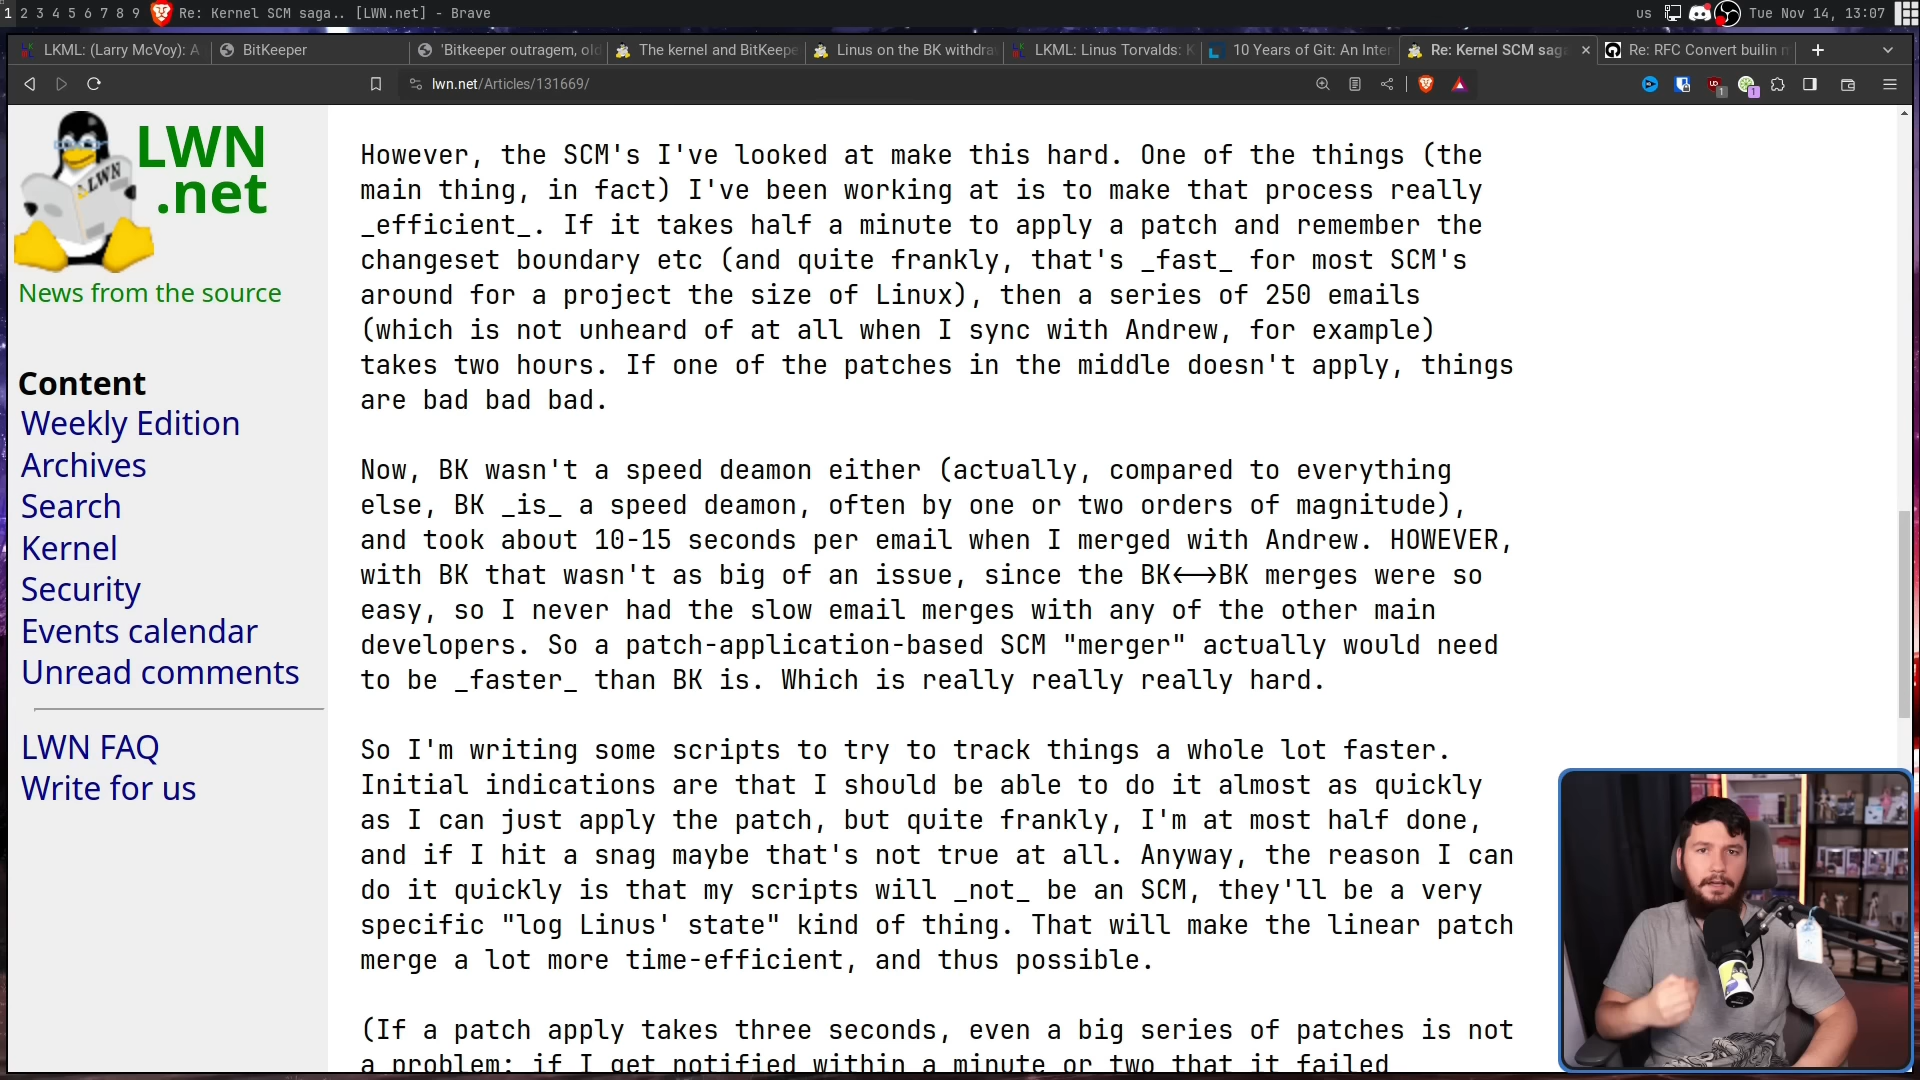 1 2 3 4 5 6 7 8 9 Re: Kernel SCM saga.. [LWN.net] - Brave us Tue Nov 14, 13:07
LKML: (Larry McVoy): A BitKeeper 'Bitkeeper outragem, old The kernel and BitKeepe Linus on the BK withdra LKML: Linus Torvalds: K 10 Years of Git: An Inter Re: Kernel SCM sag Re: RFC Convert builin m
lwn.net/Articles/131669/
LWN
.net
News from the source
Content
Weekly Edition
Archives
Search
Kernel
Security
Events calendar
Unread comments
LWN FAQ
Write for us
However, the SCM's I've looked at make this hard. One of the things (the
main thing, in fact) I've been working at is to make that process really
_efficient_. If it takes half a minute to apply a patch and remember the
changeset boundary etc (and quite frankly, that's _fast_ for most SCM's
around for a project the size of Linux), then a series of 250 emails
(which is not unheard of at all when I sync with Andrew, for example)
takes two hours. If one of the patches in the middle doesn't apply, things
are bad bad bad.
Now, BK wasn't a speed deamon either (actually, compared to everything
else, BK _is_ a speed deamon, often by one or two orders of magnitude),
and took about 10-15 seconds per email when I merged with Andrew. HOWEVER,
with BK that wasn't as big of an issue, since the BK<->BK merges were so
easy, so I never had the slow email merges with any of the other main
developers. So a patch-application-based SCM "merger" actually would need
to be _faster_ than BK is. Which is really really really hard.
So I'm writing some scripts to try to track things a whole lot faster.
Initial indications are that I should be able to do it almost as quickly
as I can just apply the patch, but quite frankly, I'm at most half done,
and if I hit a snag maybe that's not true at all. Anyway, the reason I can
do it quickly is that my scripts will _not_ be an SCM, they'll be a very
specific "log Linus' state" kind of thing. That will make the linear patch
merge a lot more time-efficient, and thus possible.
(If a patch apply takes three seconds, even a big series of patches is not
a problem: if I get notified within a minute or two that it failed